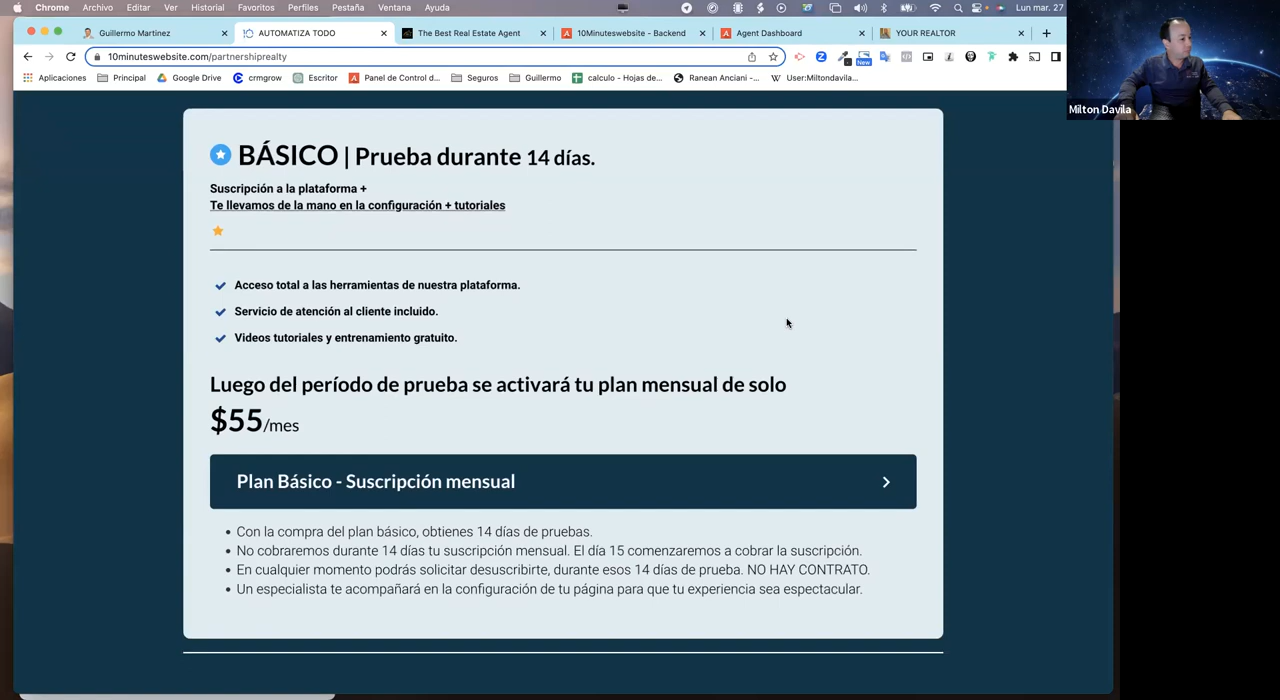 Chrome Archivo Editar Ver Historial Favoritos Perfiles Pestaña Ventana Ayuda Lun mar. 27
Guillermo Martinez AUTOMATIZA TODO The Best Real Estate Agent 10Minuteswebsite - Backend Agent Dashboard YOUR REALTOR
10minuteswebsite.com/partnershiprealty
New
Aplicaciones Principal Google Drive crmgrow Escritor Panel de Control d... Seguros Guillermo calculo - Hojas de... Ranean Anciani -... User:Miltondavila...
Milton Davila
BÁSICO | Prueba durante 14 días.
Suscripción a la plataforma +
Te llevamos de la mano en la configuración + tutoriales
Acceso total a las herramientas de nuestra plataforma.
Servicio de atención al cliente incluido.
Videos tutoriales y entrenamiento gratuito.
Luego del período de prueba se activará tu plan mensual de solo
$55/mes
Plan Básico - Suscripción mensual
Con la compra del plan básico, obtienes 14 días de pruebas.
No cobraremos durante 14 días tu suscripción mensual. El día 15 comenzaremos a cobrar la suscripción.
En cualquier momento podrás solicitar desuscribirte, durante esos 14 días de prueba. NO HAY CONTRATO.
Un especialista te acompañará en la configuración de tu página para que tu experiencia sea espectacular.